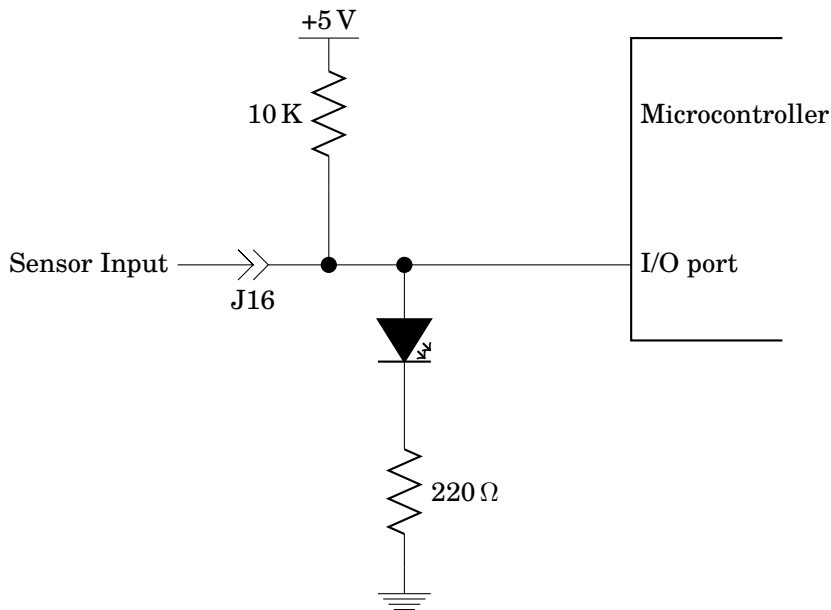 +5 V
10 K
Microcontroller
Sensor Input
I/O port
J16
220 Ω